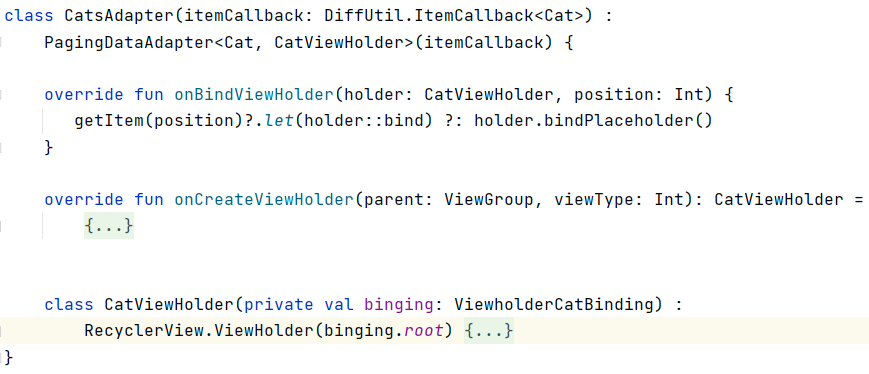 class CatsAdapter(itemCallback: DiffUtil.ItemCallback<Cat>) :
    PagingDataAdapter<Cat, CatViewHolder>(itemCallback) {
    override fun onBindViewHolder(holder: CatViewHolder, position: Int) {
       getItem(position)?.let(holder::bind) ?: holder.bindPlaceholder()
    }
    override fun onCreateViewHolder(parent: ViewGroup, viewType: Int): CatViewHolder =
        {...}
    class CatViewHolder(private val binging: ViewholderCatBinding) :
        RecyclerView.ViewHolder(binging.root) {...}
}